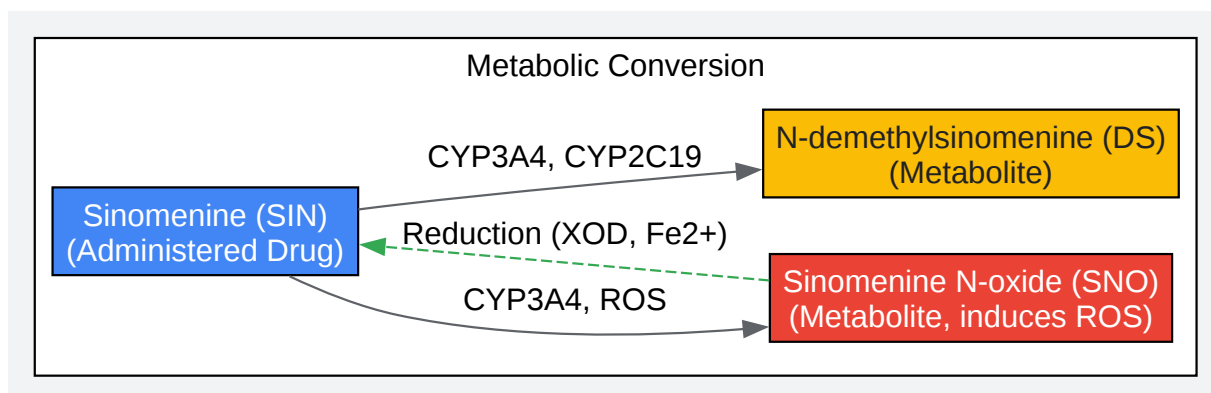 Metabolic Conversion
CYP3A4, CYP2C19
N-demethylsinomenine (DS)
(Metabolite)
Sinomenine (SIN)
(Administered Drug)
Reduction (XOD, Fe2+)
CYP3A4, ROS
Sinomenine N-oxide (SNO)
(Metabolite, induces ROS)